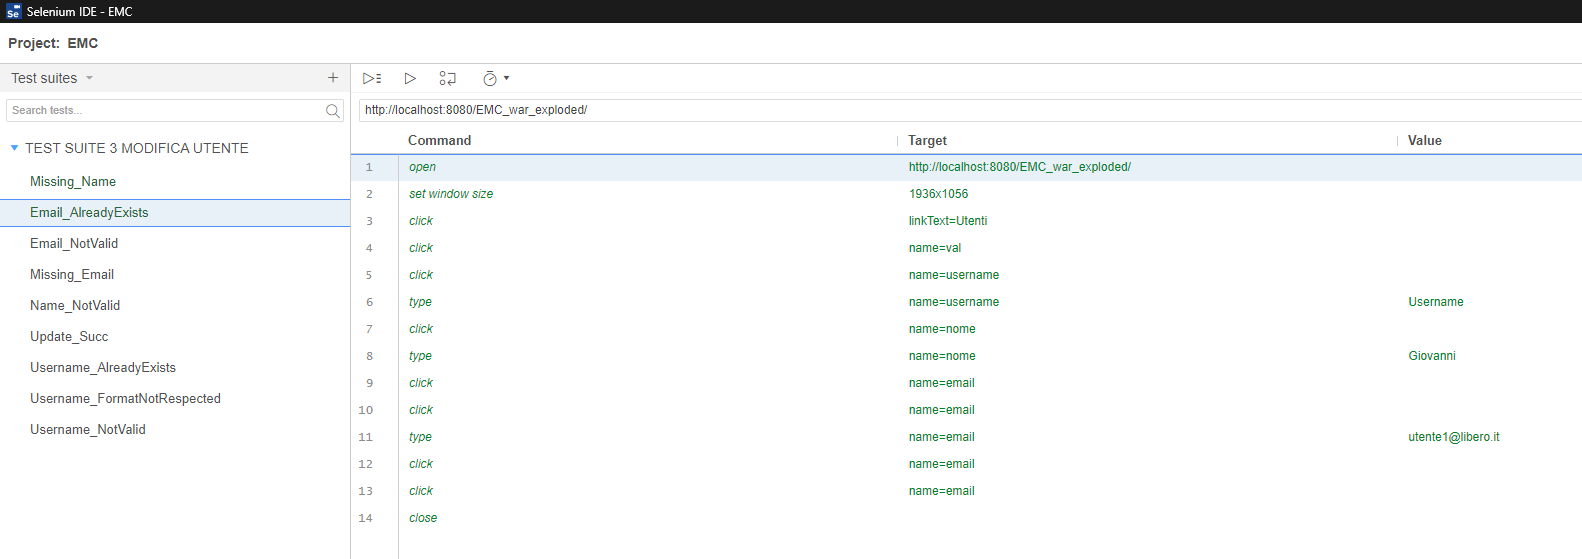 Se Selenium IDE - EMC
Project: EMC
Test suites +
Search tests...
http://localhost:8080/EMC_war_exploded/
TEST SUITE 3 MODIFICA UTENTE
Missing_Name
Email_AlreadyExists
Email_NotValid
Missing_Email
Name_NotValid
Update_Succ
Username_AlreadyExists
Username_FormatNotRespected
Username_NotValid
Command Target Value
1 open http://localhost:8080/EMC_war_exploded/
2 set window size 1936x1056
3 click linkText=Utenti
4 click name=val
5 click name=username
6 type name=username Username
7 click name=nome
8 type name=nome Giovanni
9 click name=email
10 click name=email
11 type name=email utente1@libero.it
12 click name=email
13 click name=email
14 close